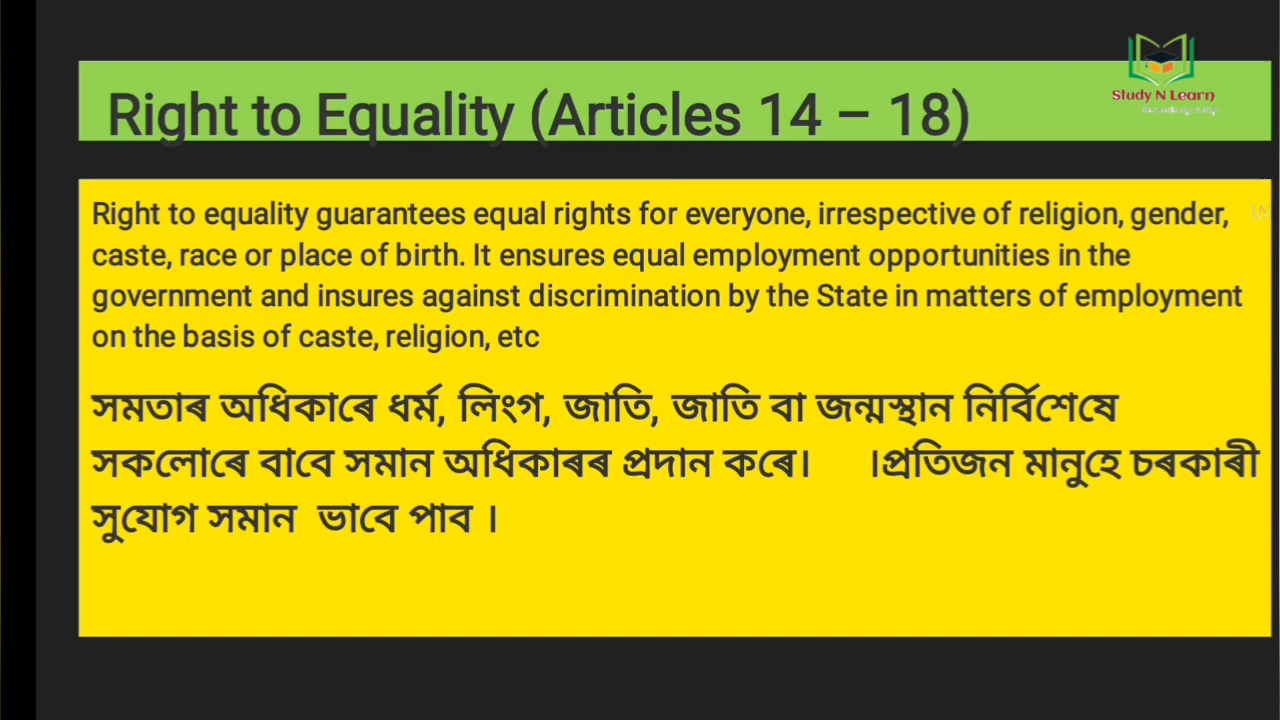 Study N Learn
Right to Equality (Articles 14 – 18)
Right to equality guarantees equal rights for everyone, irrespective of religion, gender,
caste, race or place of birth. It ensures equal employment opportunities in the
government and insures against discrimination by the State in matters of employment
on the basis of caste, religion, etc
সমতাৰ অধিকাৰে ধৰ্ম, লিংগ, জাতি, জাতি বা জন্মস্থান নিৰ্বিশেষে
সকলোৰে বাবে সমান অধিকাৰৰ প্ৰদান কৰে।      ।প্ৰতিজন মানুহে চৰকাৰী
সুযোগ সমান  ভাবে পাব ।